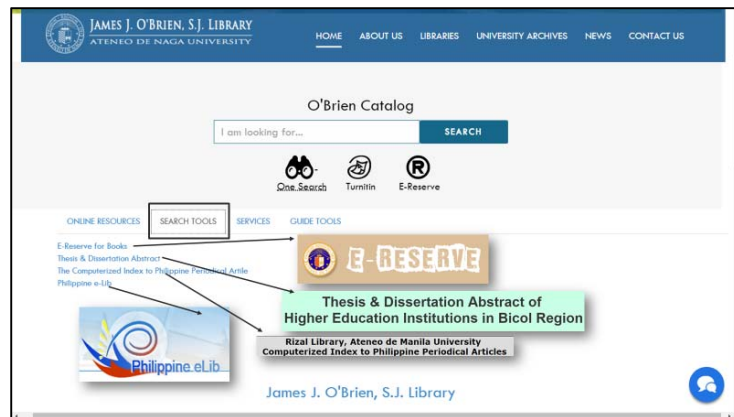 JAMES J. O'BRIEN, S.J. LIBRARY
ATENEO DE NAGA UNIVERSITY
HOME ABOUT US LIBRARIES UNIVERSITY ARCHIVES NEWS CONTACT US
O'Brien Catalog
I am looking for... SEARCH
One Search Turnitin E-Reserve
ONLINE RESOURCES SEARCH TOOLS SERVICES GUIDE TOOLS
E-Reserve for Books
Thesis & Dissertation Abstract
The Computerized Index to Philippine Periodical Artile
Philippine e-Lib
E-RESERVE
Thesis & Dissertation Abstract of
Higher Education Institutions in Bicol Region
Rizal Library, Ateneo de Manila University
Computerized Index to Philippine Periodical Articles
Philippine eLib
James J. O'Brien, S.J. Library